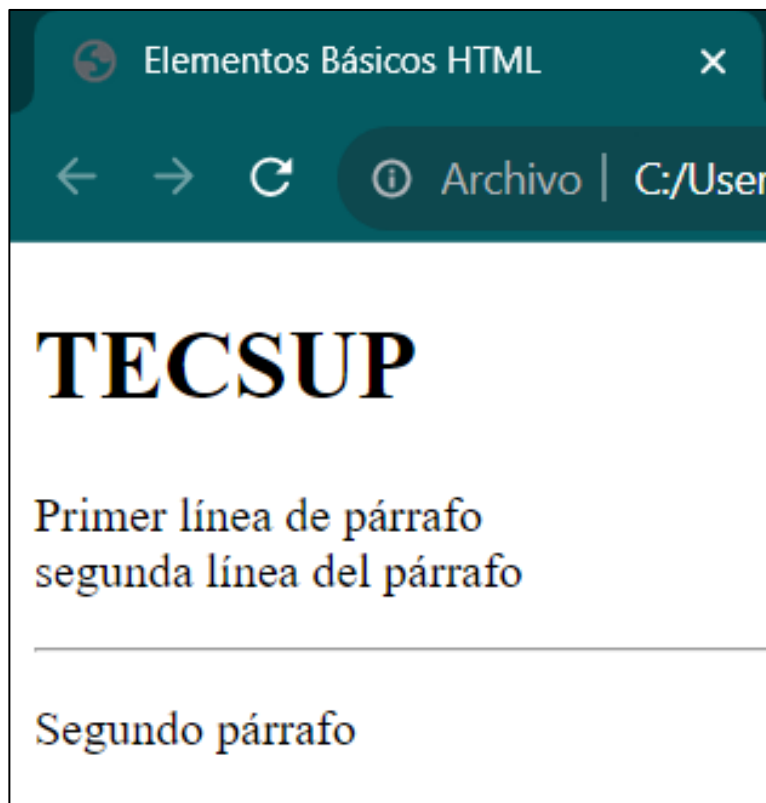 Elementos Básicos HTML
Archivo C:/User
TECSUP
Primer línea de párrafo
segunda línea del párrafo
Segundo párrafo